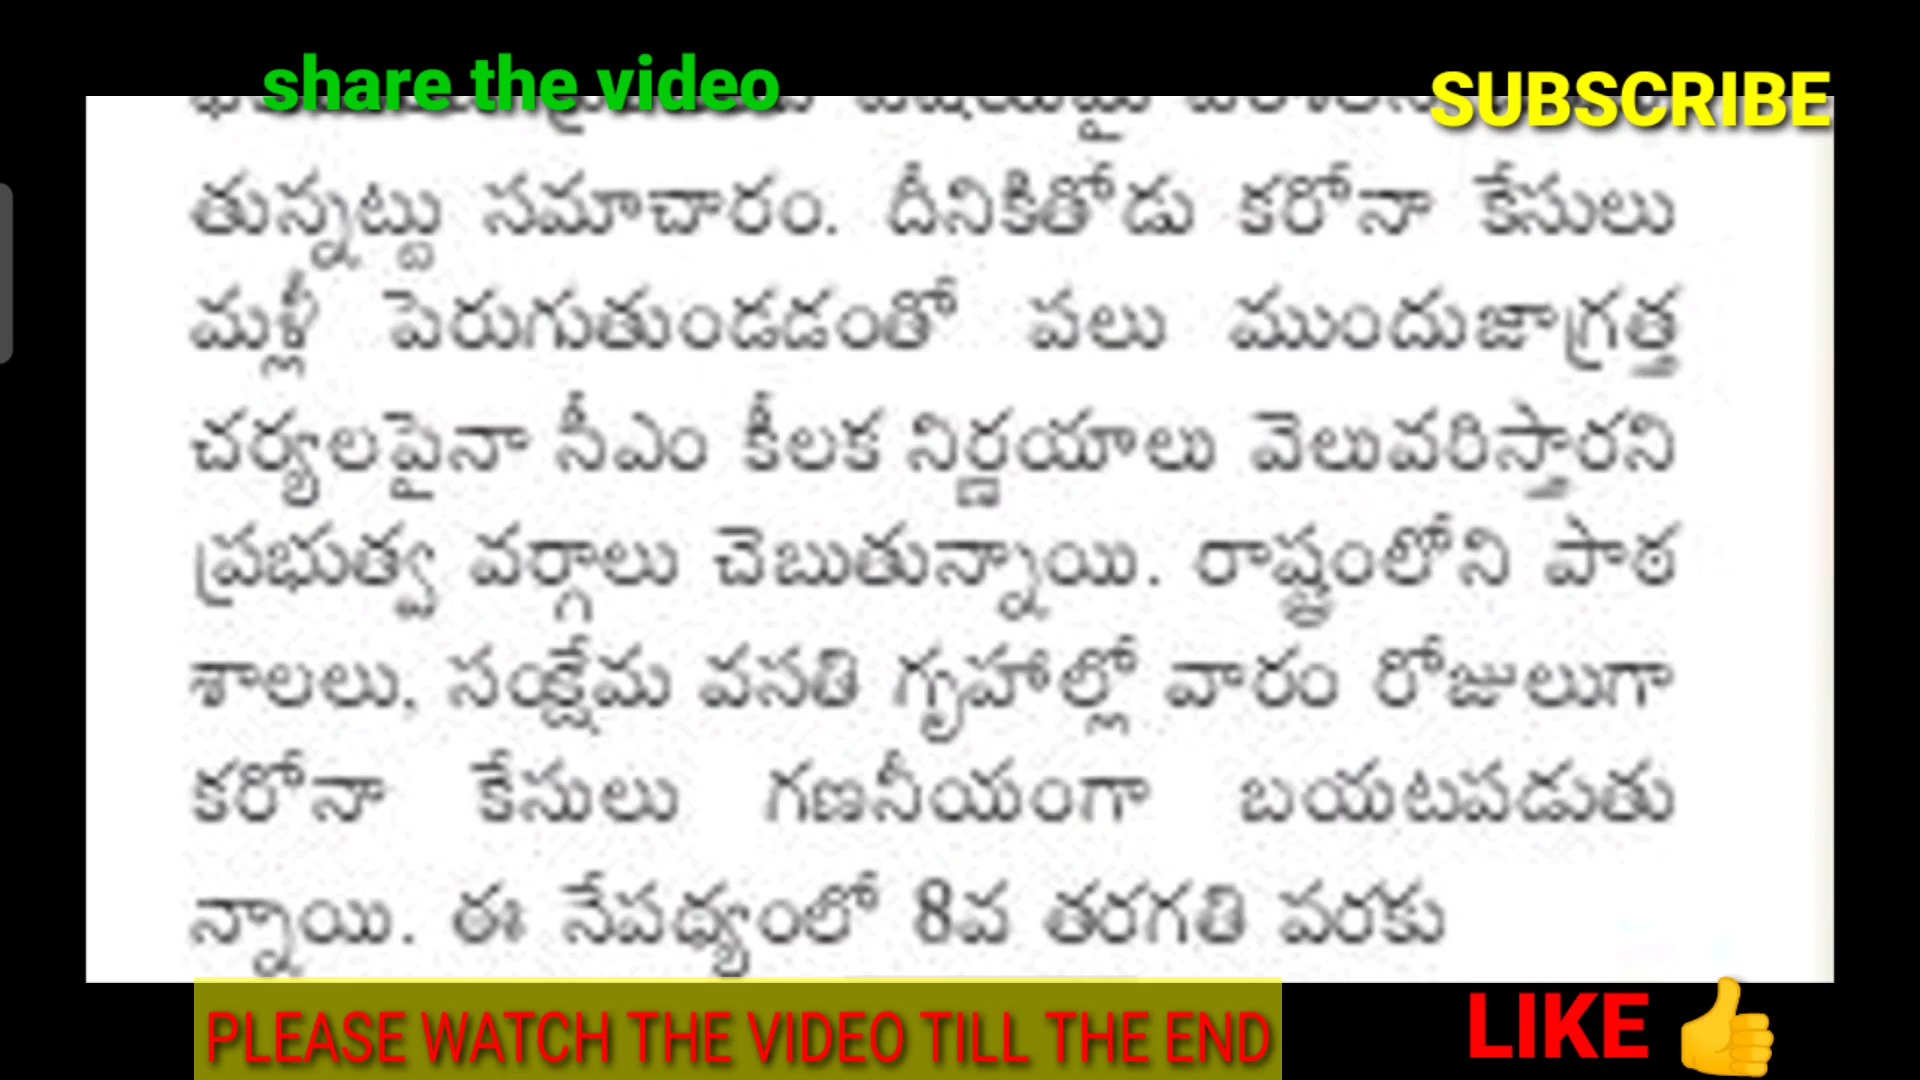 share the video
SUBSCRIBE
తున్నట్టు సమాచారం. దీనికితోడు కరోనా కేసులు
మళ్లీ పెరుగుతుండడంతో పలు ముందుజాగ్రత్త
చర్యలపైనా సీఎం కీలక నిర్ణయాలు వెలువరిస్తారని
ప్రభుత్వ వర్గాలు చెబుతున్నాయి. రాష్ట్రంలోని పాఠ
శాలలు, సంక్షేమ వసతి గృహాల్లో వారం రోజులుగా
కరోనా కేసులు గణనీయంగా బయటపడుతు
న్నాయి. ఈ నేపథ్యంలో 8వ తరగతి వరకు
PLEASE WATCH THE VIDEO TILL THE END
LIKE